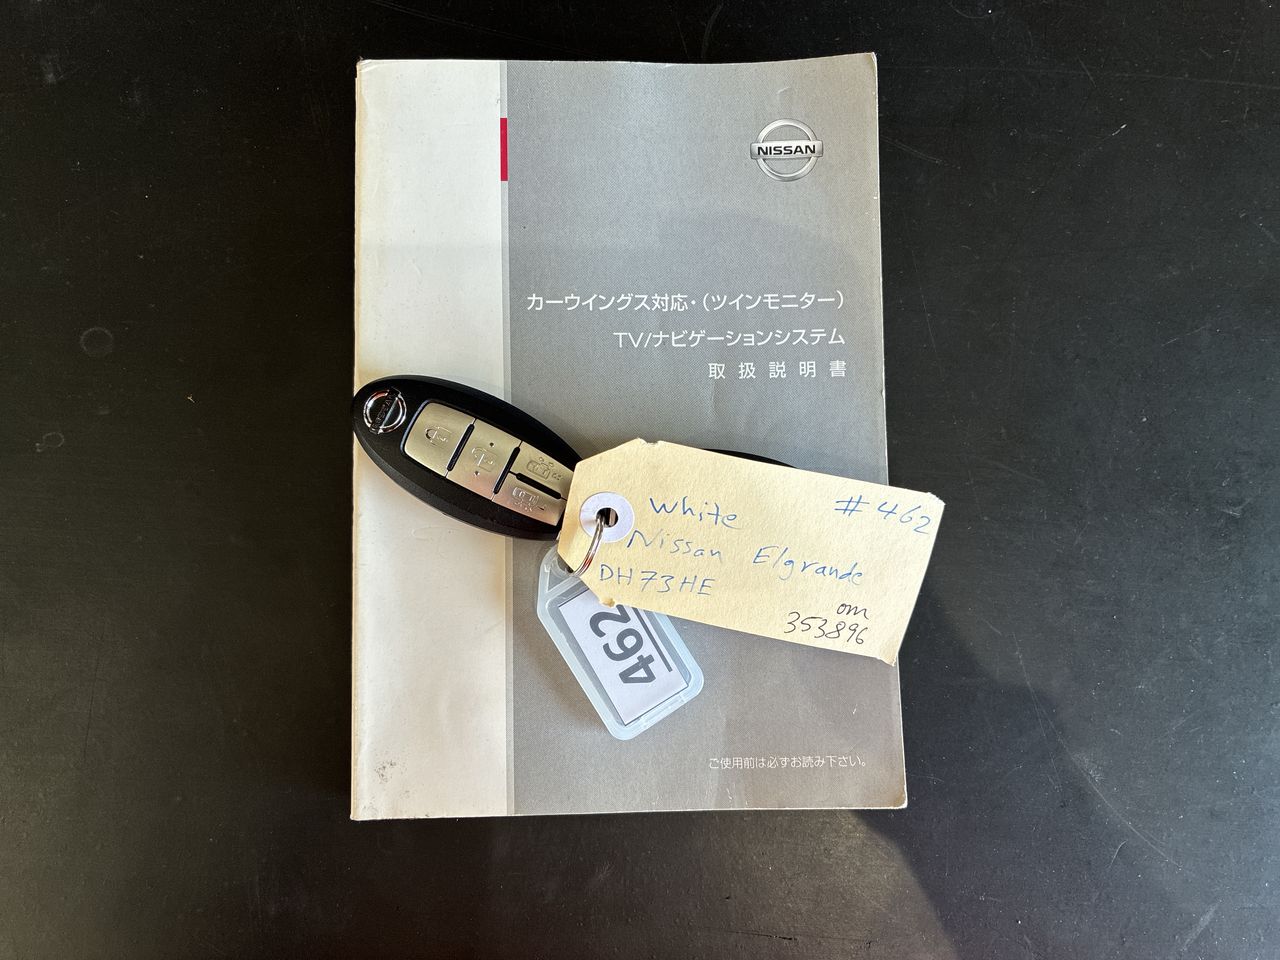 NISSAN
カーウイングス対応・(ツインモニター)
TV/ナビゲーションシステム
取扱説明書
NISSAN
White #462
Nissan Elgrande
DH73HE
om
353896
462
ご使用前は必ずお読み下さい。